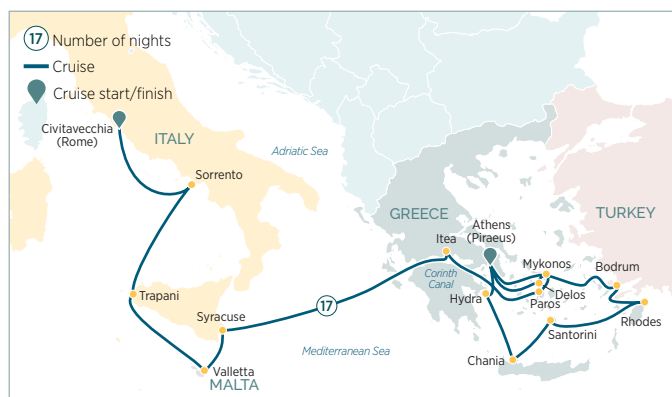 17 Number of nights
Cruise
Cruise start/finish
Civitavecchia
(Rome)
ITALY
Adriatic Sea
Sorrento
GREECE
Athens
(Piraeus)
TURKEY
Itea
Mykonos
Bodrum
Corinth
Canal
Delos
Trapani
Hydra
Paros
17
Syracuse
Rhodes
Santorini
Mediterranean Sea
Chania
Valletta
MALTA